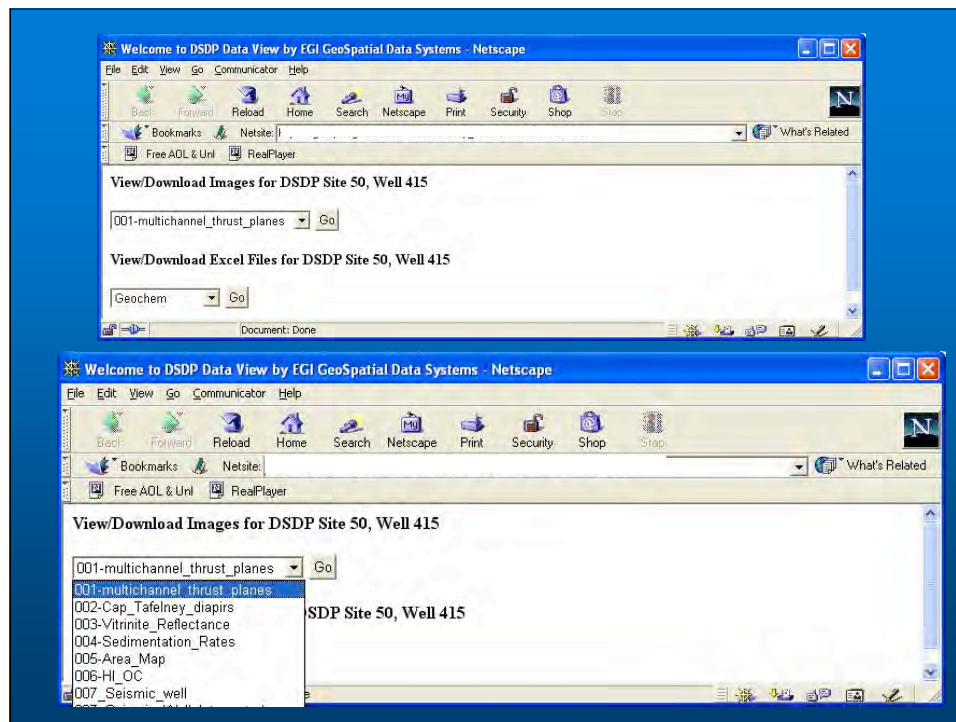 Welcome to DSDP Data View by EGI GeoSpatial Data Systems - Netscape
File Edit View Go Communicator Help
Back Forward Reload Home Search Netscape Print Security Shop Stop
My
N
Bookmarks Netsite: What's Related
Free AOL & Unl RealPlayer
View/Download Images for DSDP Site 50, Well 415
001-multichannel_thrust_planes Go
View/Download Excel Files for DSDP Site 50, Well 415
Geochem Go
Document: Done
Welcome to DSDP Data View by EGI GeoSpatial Data Systems - Netscape
File Edit View Go Communicator Help
Back Forward Reload Home Search Netscape Print Security Shop Stop
My
N
Bookmarks Netsite: What's Related
Free AOL & Unl RealPlayer
View/Download Images for DSDP Site 50, Well 415
001-multichannel_thrust_planes Go
001-multichannel_thrust_planes
002-Cap_Tafelney_diapirs
003-Vitrinite_Reflectance
DSDP Site 50, Well 415
004-Sedimentation_Rates
005-Area_Map
006-HI_OC
007_Seismic_well